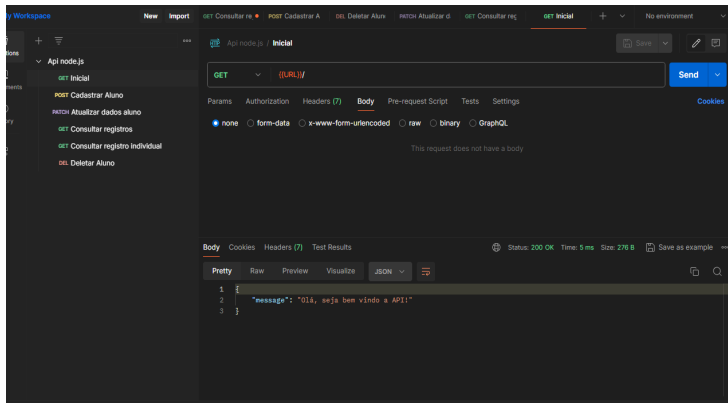 Workspace New Import GET Consultar re POST Cadastrar A DEL Deletar Alun PATCH Atualizar d GET Consultar reg GET Inicial No environment
Api node.js / Inicial Save
Api node.js
GET Inicial
POST Cadastrar Aluno
PATCH Atualizar dados aluno
GET Consultar registros
GET Consultar registro individual
DEL Deletar Aluno
GET {{URL}}/ Send
Params Authorization Headers (7) Body Pre-request Script Tests Settings Cookies
none form-data x-www-form-urlencoded raw binary GraphQL
This request does not have a body
Body Cookies Headers (7) Test Results Status: 200 OK Time: 5 ms Size: 276 B Save as example
Pretty Raw Preview Visualize JSON
1 {
2 "message": "Olá, seja bem vindo a API!"
3 }